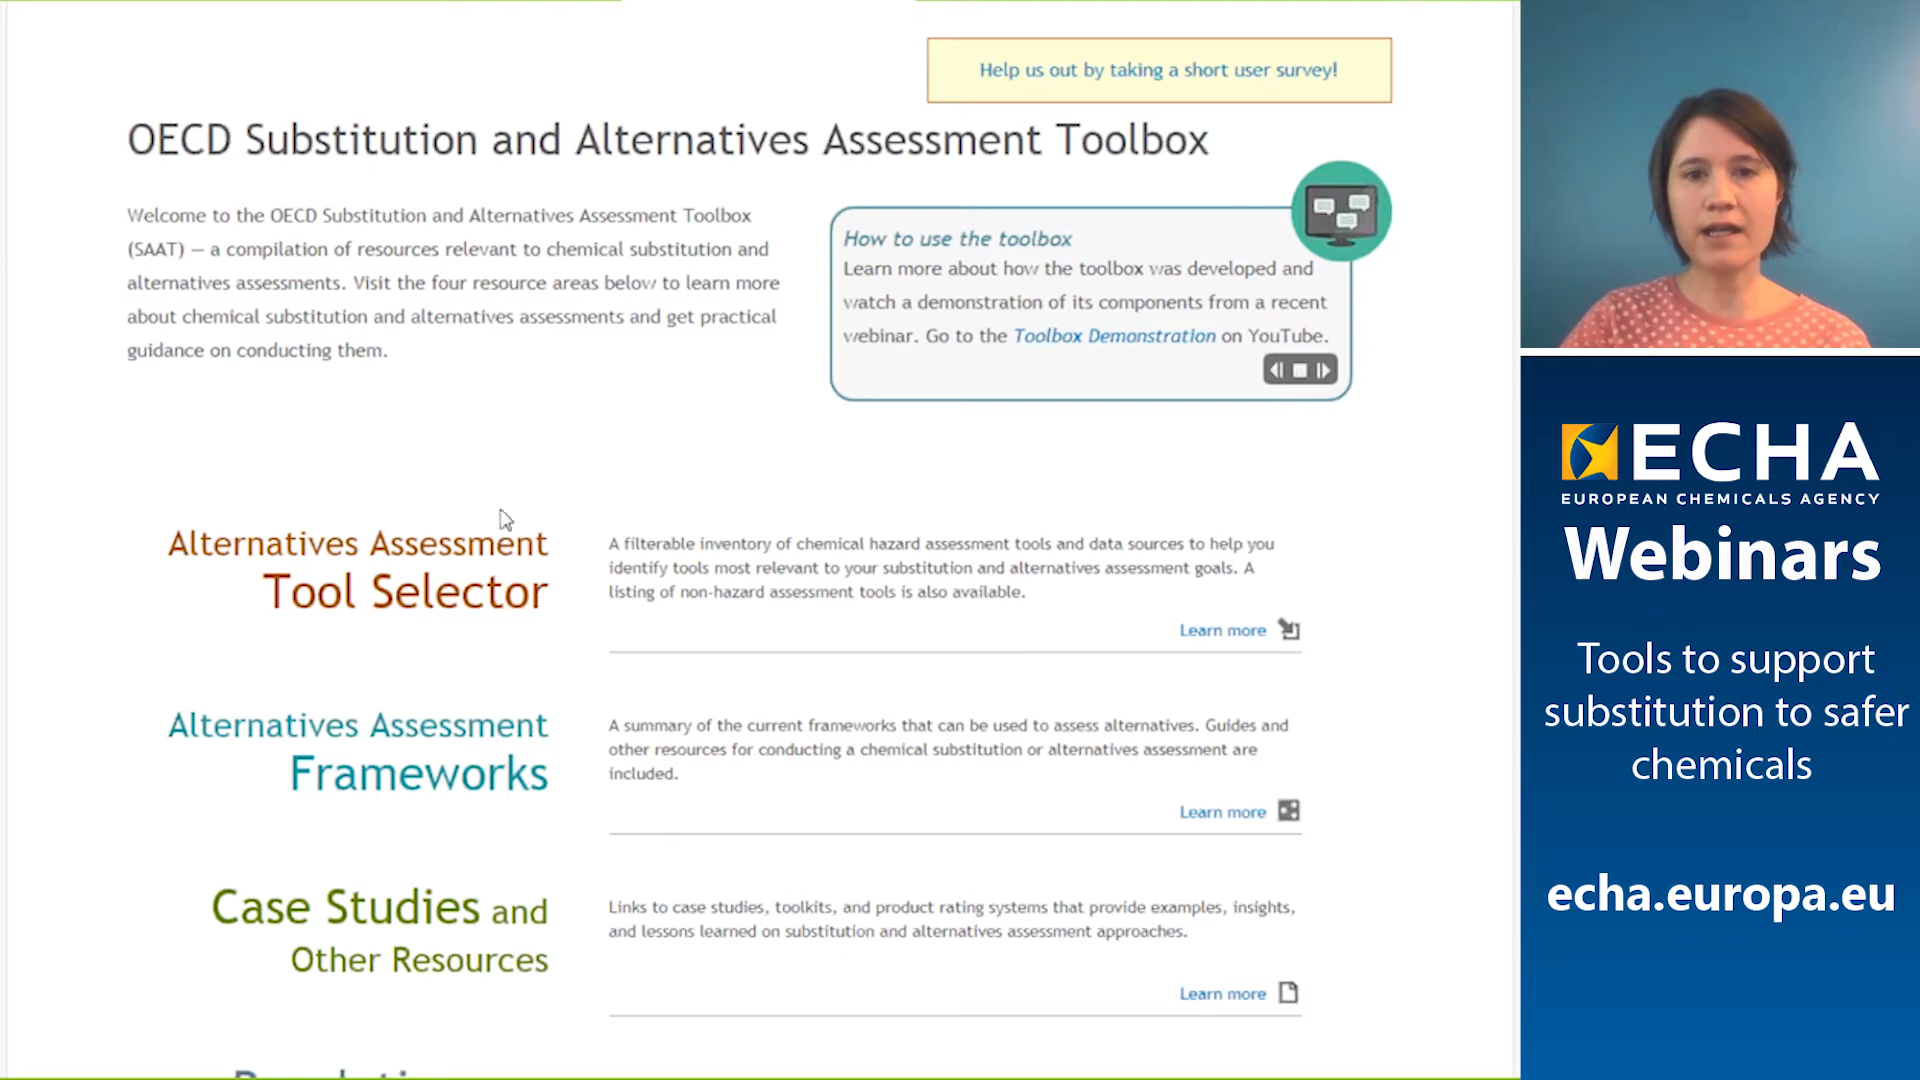 Help us out by taking a short user survey!
OECD Substitution and Alternatives Assessment Toolbox
Welcome to the OECD Substitution and Alternatives Assessment Toolbox
(SAAT) — a compilation of resources relevant to chemical substitution and
alternatives assessments. Visit the four resource areas below to learn more
about chemical substitution and alternatives assessments and get practical
guidance on conducting them.
How to use the toolbox
Learn more about how the toolbox was developed and
watch a demonstration of its components from a recent
webinar. Go to the Toolbox Demonstration on YouTube.
Alternatives Assessment
Tool Selector
A filterable inventory of chemical hazard assessment tools and data sources to help you
identify tools most relevant to your substitution and alternatives assessment goals. A
listing of non-hazard assessment tools is also available.
Learn more
Alternatives Assessment
Frameworks
A summary of the current frameworks that can be used to assess alternatives. Guides and
other resources for conducting a chemical substitution or alternatives assessment are
included.
Learn more
Case Studies and
Other Resources
Links to case studies, toolkits, and product rating systems that provide examples, insights,
and lessons learned on substitution and alternatives assessment approaches.
Learn more
ECHA
EUROPEAN CHEMICALS AGENCY
Webinars
Tools to support
substitution to safer
chemicals
echa.europa.eu